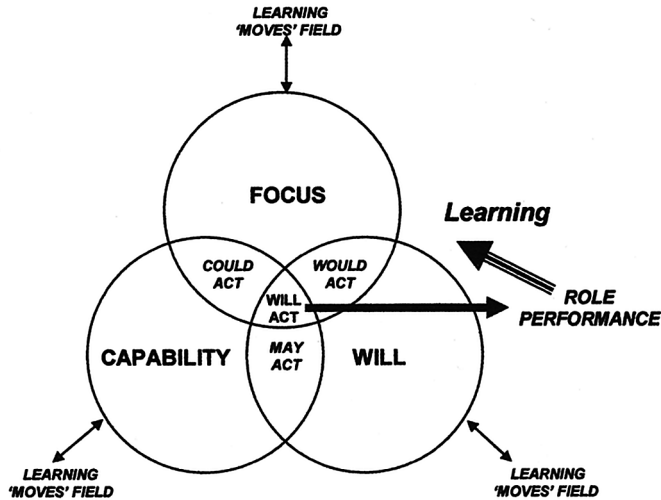 LEARNING
'MOVES' FIELD
FOCUS
Learning
COULD
ACT
WOULD
ACT
WILL
ACT
ROLE
PERFORMANCE
CAPABILITY
MAY
ACT
WILL
LEARNING
'MOVES' FIELD
LEARNING
'MOVES' FIELD